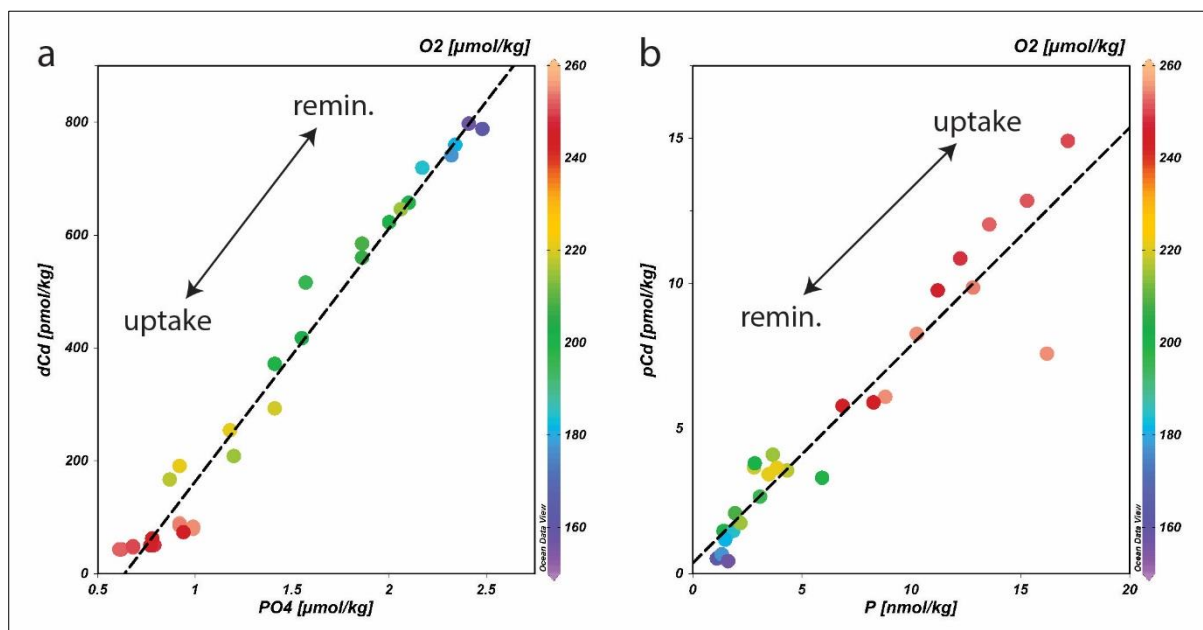 a
O2 [µmol/kg]
remin.
uptake
dCd [pmol/kg]
800
600
400
200
0
0.5
1
1.5
2
2.5
PO4 [µmol/kg]
260
240
220
200
180
160
Ocean Data View
b
O2 [µmol/kg]
uptake
remin.
pCd [pmol/kg]
15
10
5
0
0
5
10
15
20
P [nmol/kg]
260
240
220
200
180
160
Ocean Data View